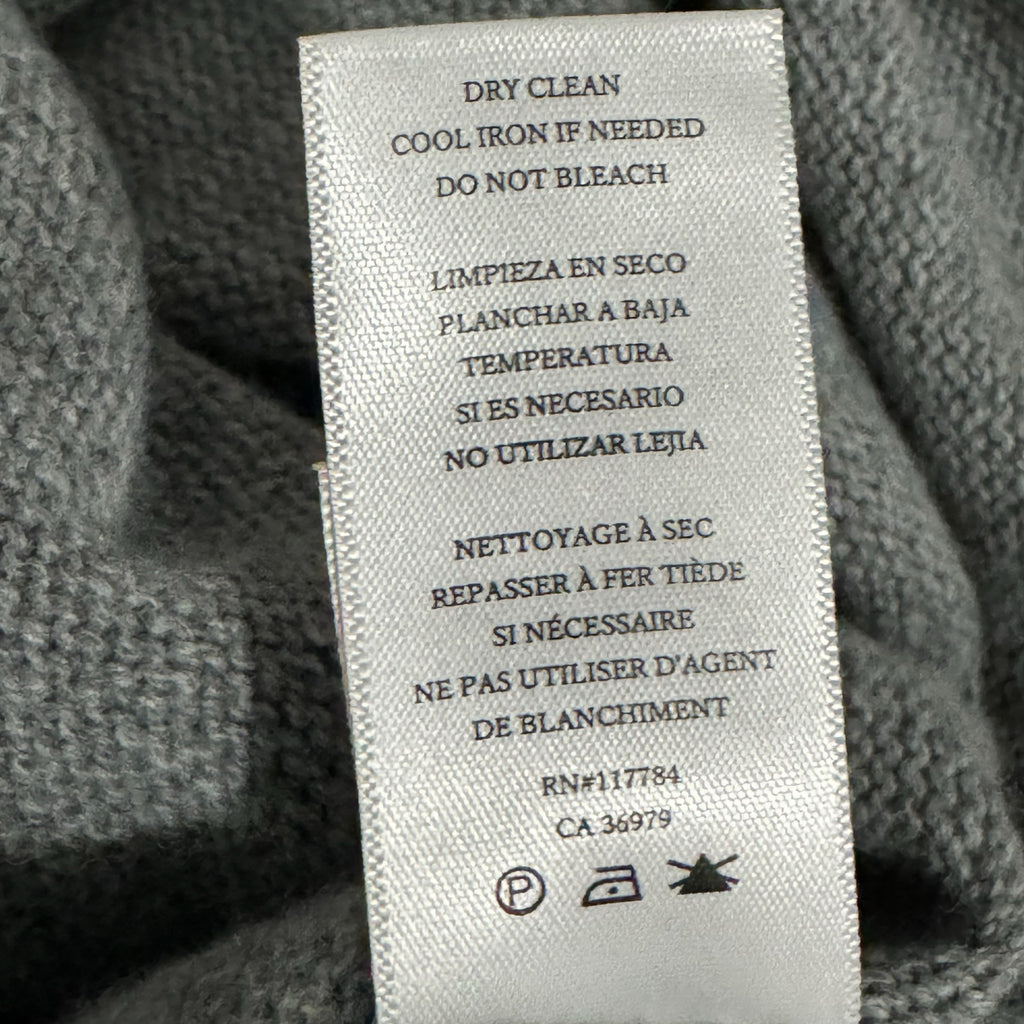 DRY CLEAN
COOL IRON IF NEEDED
DO NOT BLEACH
LIMPIEZA EN SECO
PLANCHAR A BAJA
TEMPERATURA
SI ES NECESARIO
NO UTILIZAR LEJIA
NETTOYAGE À SEC
REPASSER À FER TIÈDE
SI NÉCESSAIRE
NE PAS UTILISER D'AGENT
DE BLANCHIMENT
RN#117784
CA 36979
P